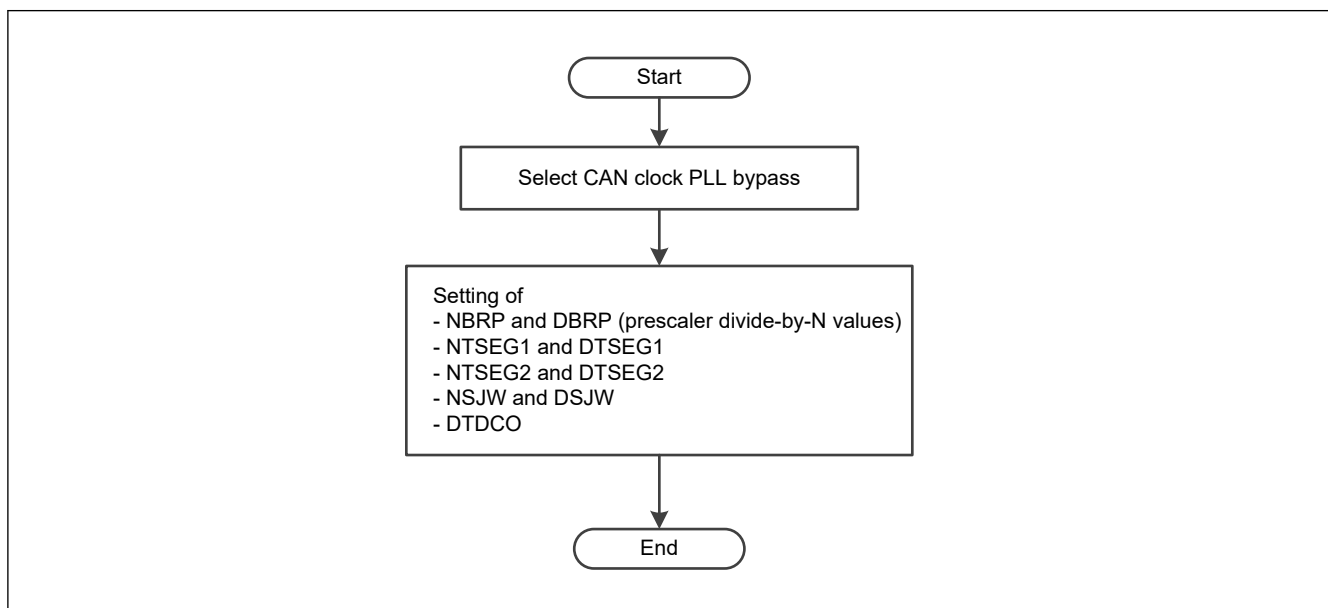 Start
Select CAN clock PLL bypass
Setting of
- NBRP and DBRP (prescaler divide-by-N values)
- NTSEG1 and DTSEG1
- NTSEG2 and DTSEG2
- NSJW and DSJW
- DTDCO
End